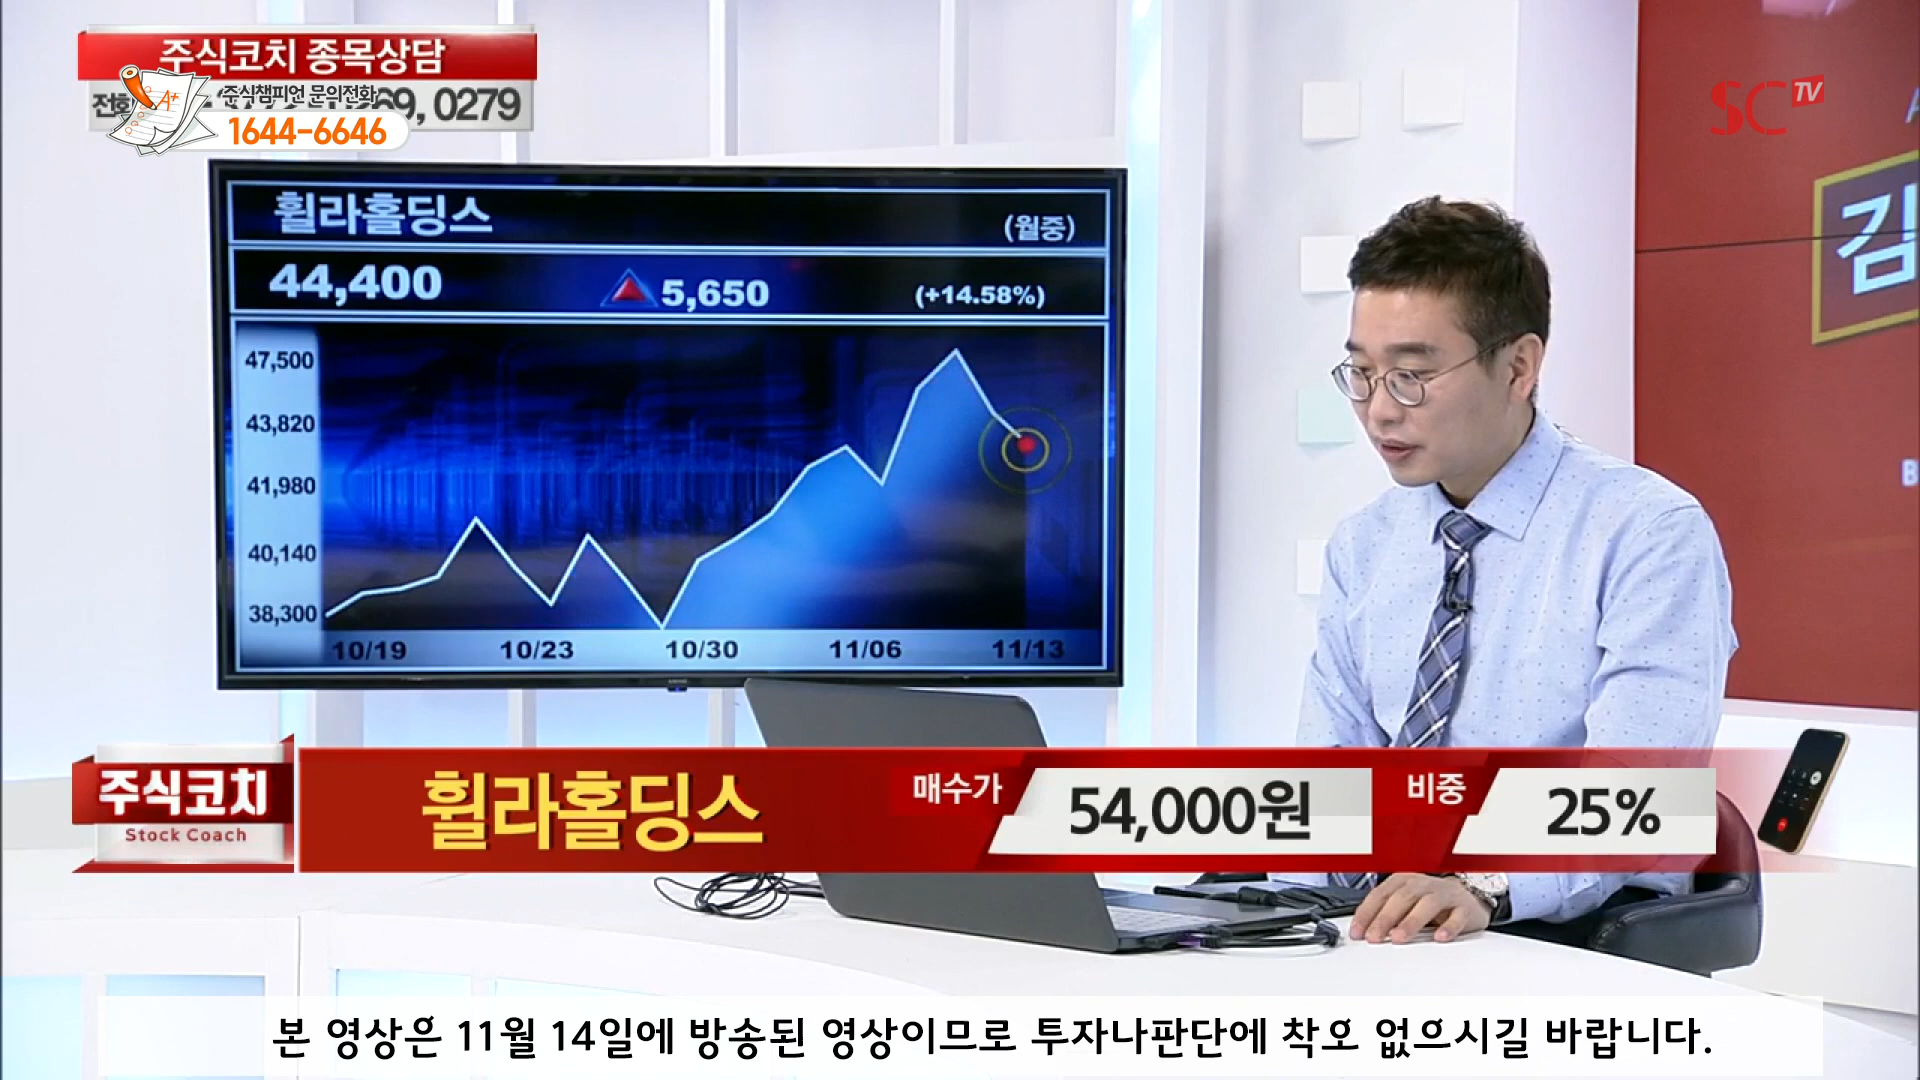 주식코치 종목상담
전화
69, 0279
A+
주식챔피언 문의전화
1644-6646
SC TV
휠라홀딩스
(월중)
44,400 ▲ 5,650 (+14.58%)
47,500
43,820
41,980
40,140
38,300
10/19 10/23 10/30 11/06 11/13
김
B
주식코치
Stock Coach
휠라홀딩스 매수가 54,000원 비중 25%
본 영상은 11월 14일에 방송된 영상이므로 투자나판단에 착오 없으시길 바랍니다.